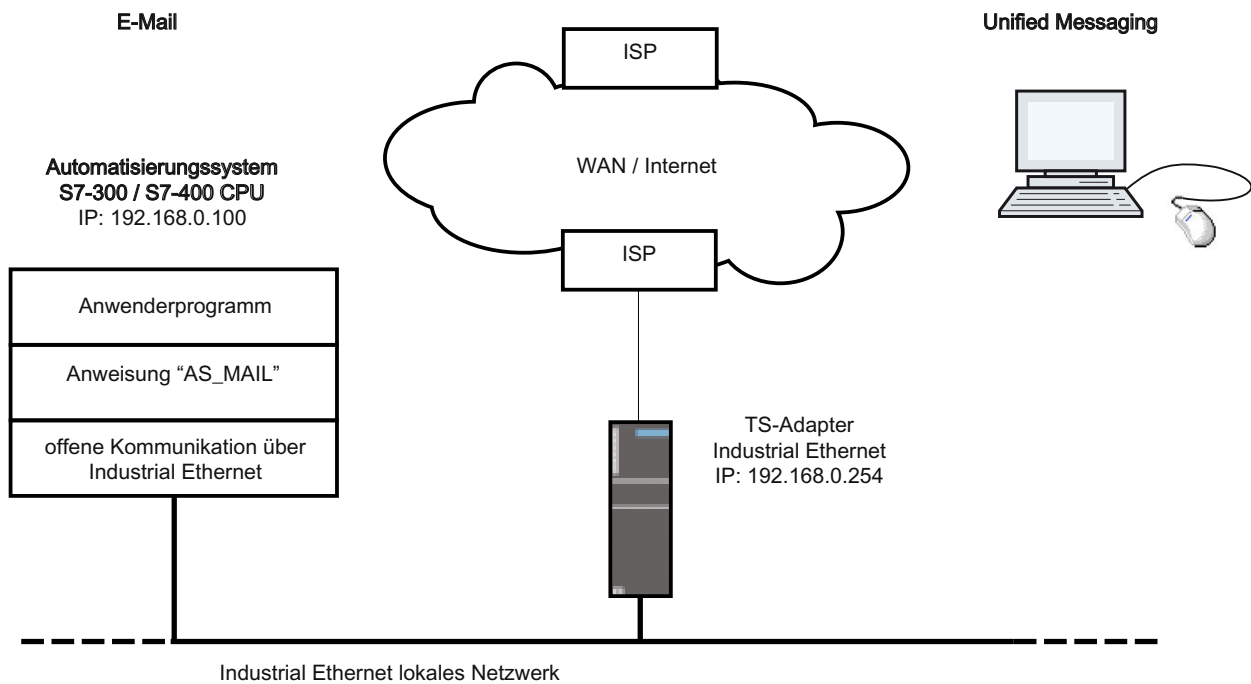 E-Mail
Unified Messaging
ISP
WAN / Internet
ISP
Automatisierungssystem
S7-300 / S7-400 CPU
IP: 192.168.0.100
Anwenderprogramm
Anweisung “AS_MAIL”
offene Kommunikation über
Industrial Ethernet
TS-Adapter
Industrial Ethernet
IP: 192.168.0.254
Industrial Ethernet lokales Netzwerk